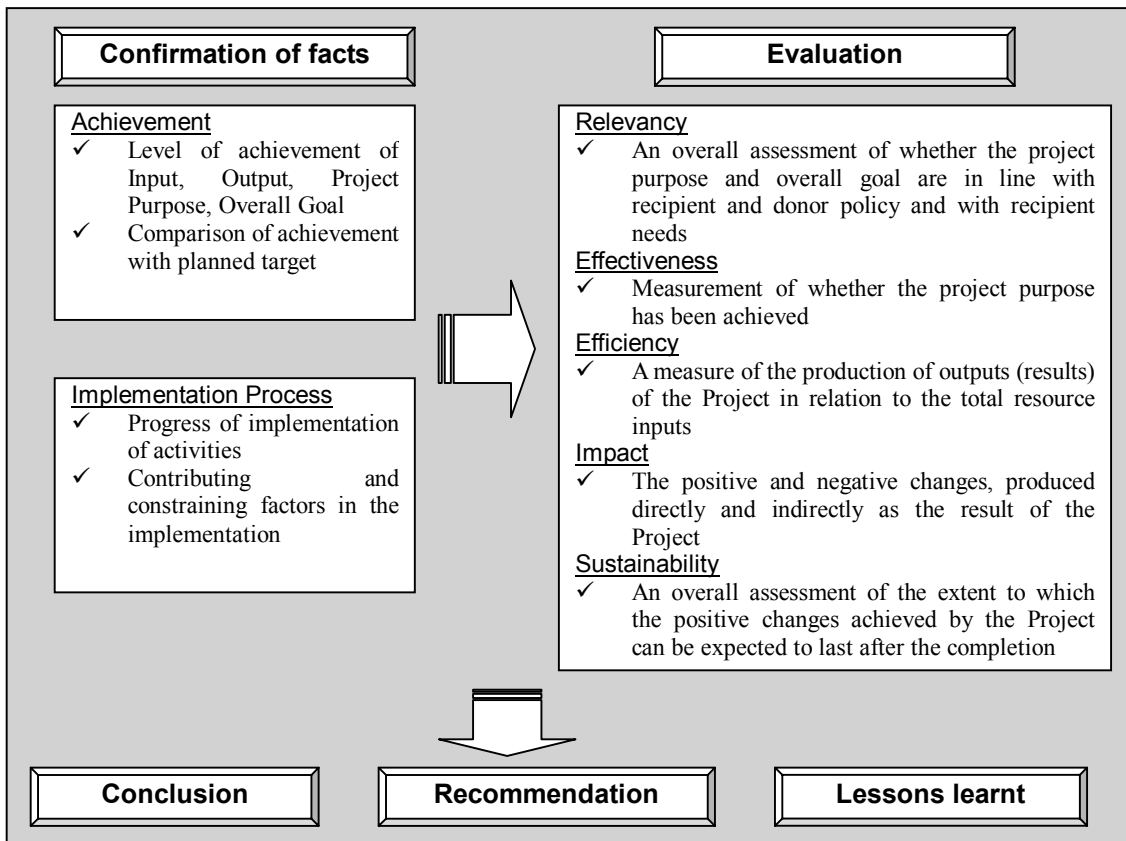 Confirmation of facts
Achievement
✓ Level of achievement of
Input, Output, Project
Purpose, Overall Goal
✓ Comparison of achievement
with planned target
Implementation Process
✓ Progress of implementation
of activities
✓ Contributing and
constraining factors in the
implementation
Evaluation
Relevancy
✓ An overall assessment of whether the project
purpose and overall goal are in line with
recipient and donor policy and with recipient
needs
Effectiveness
✓ Measurement of whether the project purpose
has been achieved
Efficiency
✓ A measure of the production of outputs (results)
of the Project in relation to the total resource
inputs
Impact
✓ The positive and negative changes, produced
directly and indirectly as the result of the
Project
Sustainability
✓ An overall assessment of the extent to which
the positive changes achieved by the Project
can be expected to last after the completion
Conclusion
Recommendation
Lessons learnt